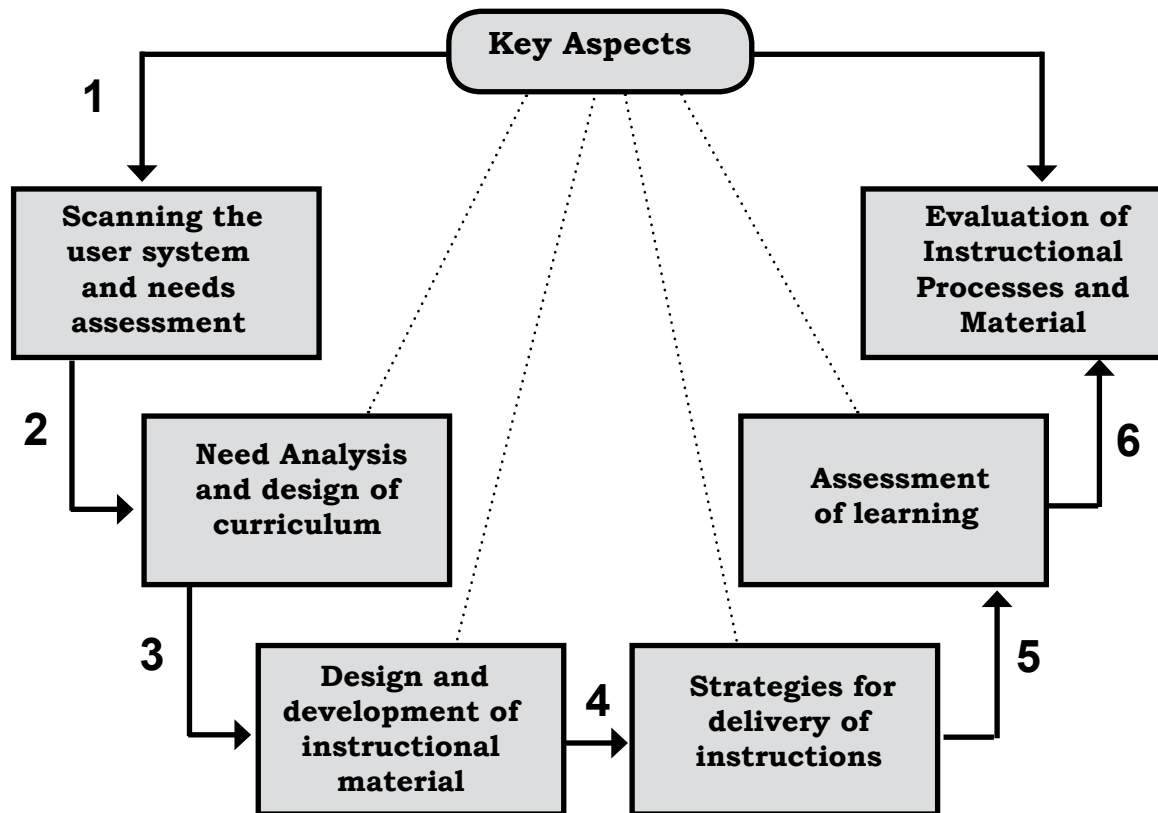 Key Aspects
1
Scanning the
user system
and needs
assessment
2
Need Analysis
and design of
curriculum
3
Design and
development of
instructional
material
4
Strategies for
delivery of
instructions
5
Assessment
of learning
6
Evaluation of
Instructional
Processes and
Material